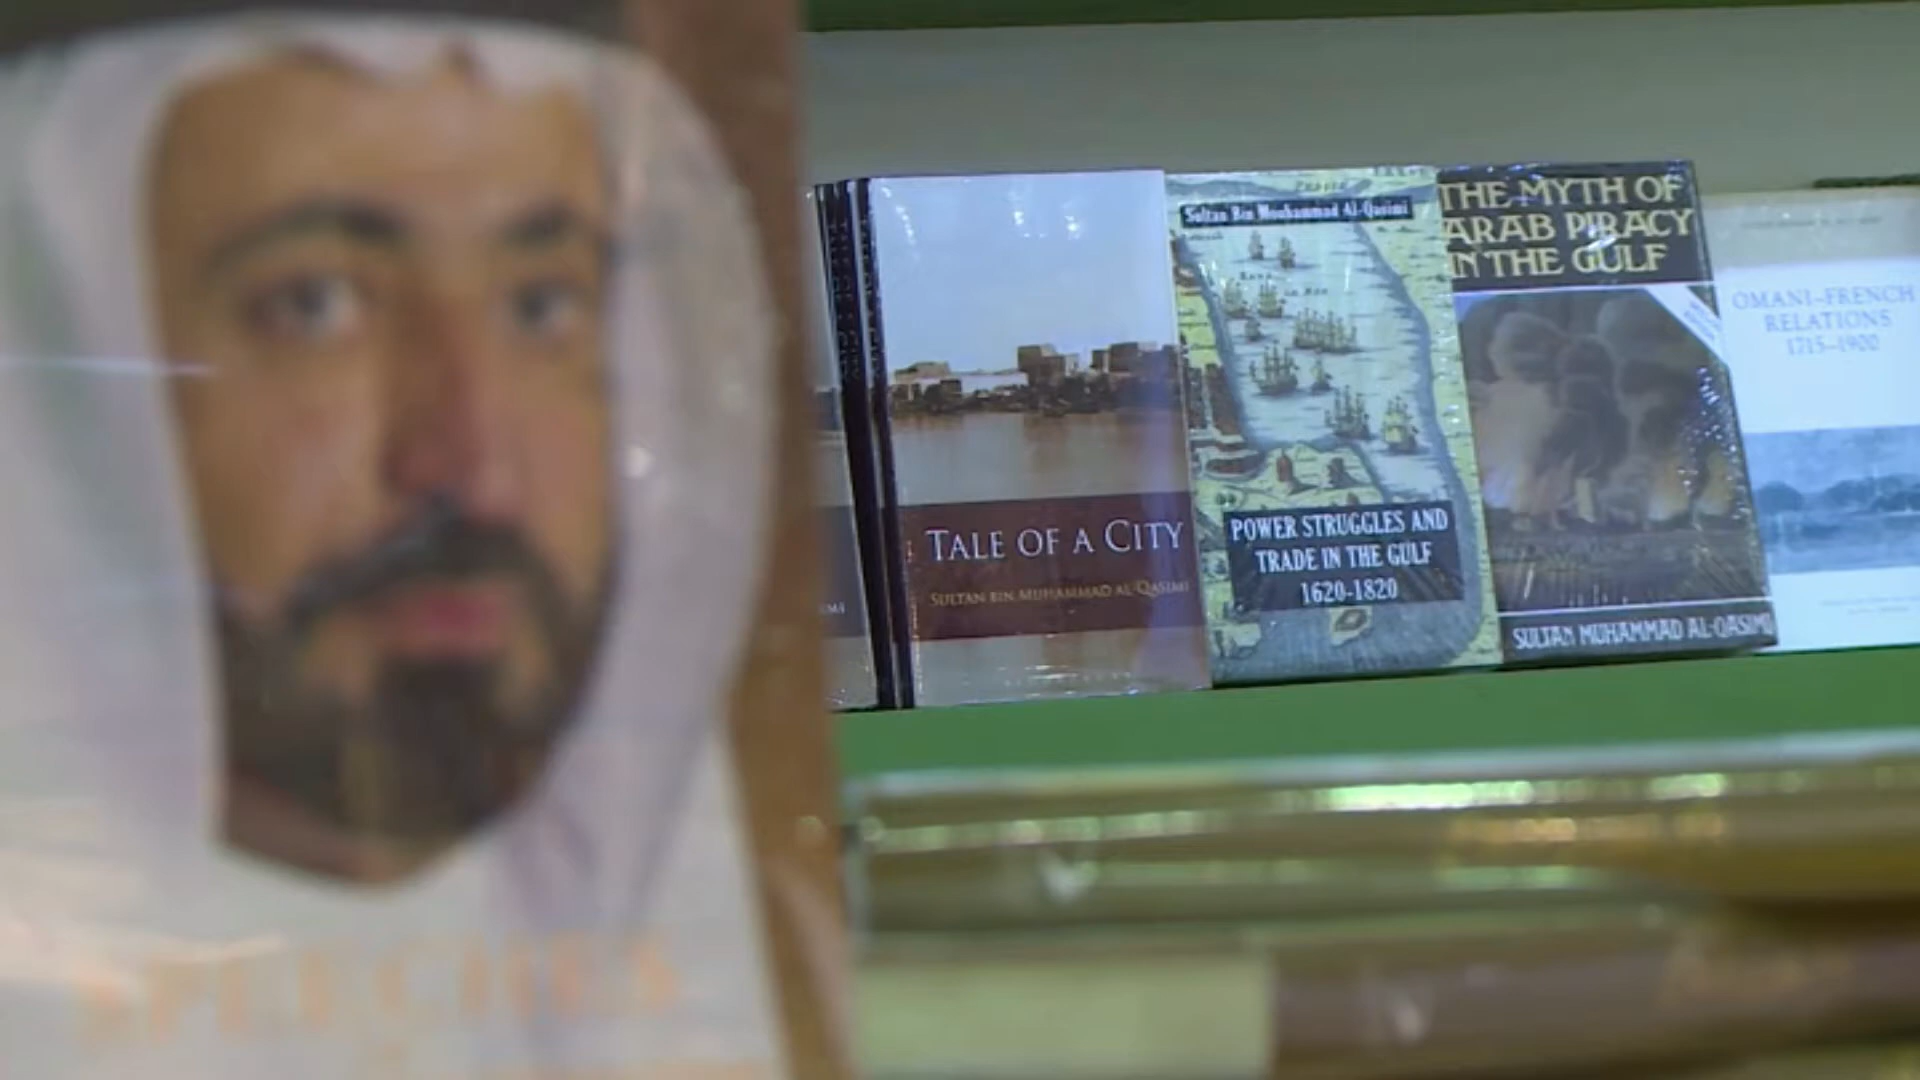 SPEECHES
TALE OF A CITY
SULTAN BIN MUHAMMAD AL-QASIMI
Sultan Bin Mouhammad Al-Qasimi
POWER STRUGGLES AND
TRADE IN THE GULF
1620-1820
THE MYTH OF
ARAB PIRACY
IN THE GULF
SULTAN MUHAMMAD AL-QASIMI
OMANI-FRENCH
RELATIONS
1715-1900